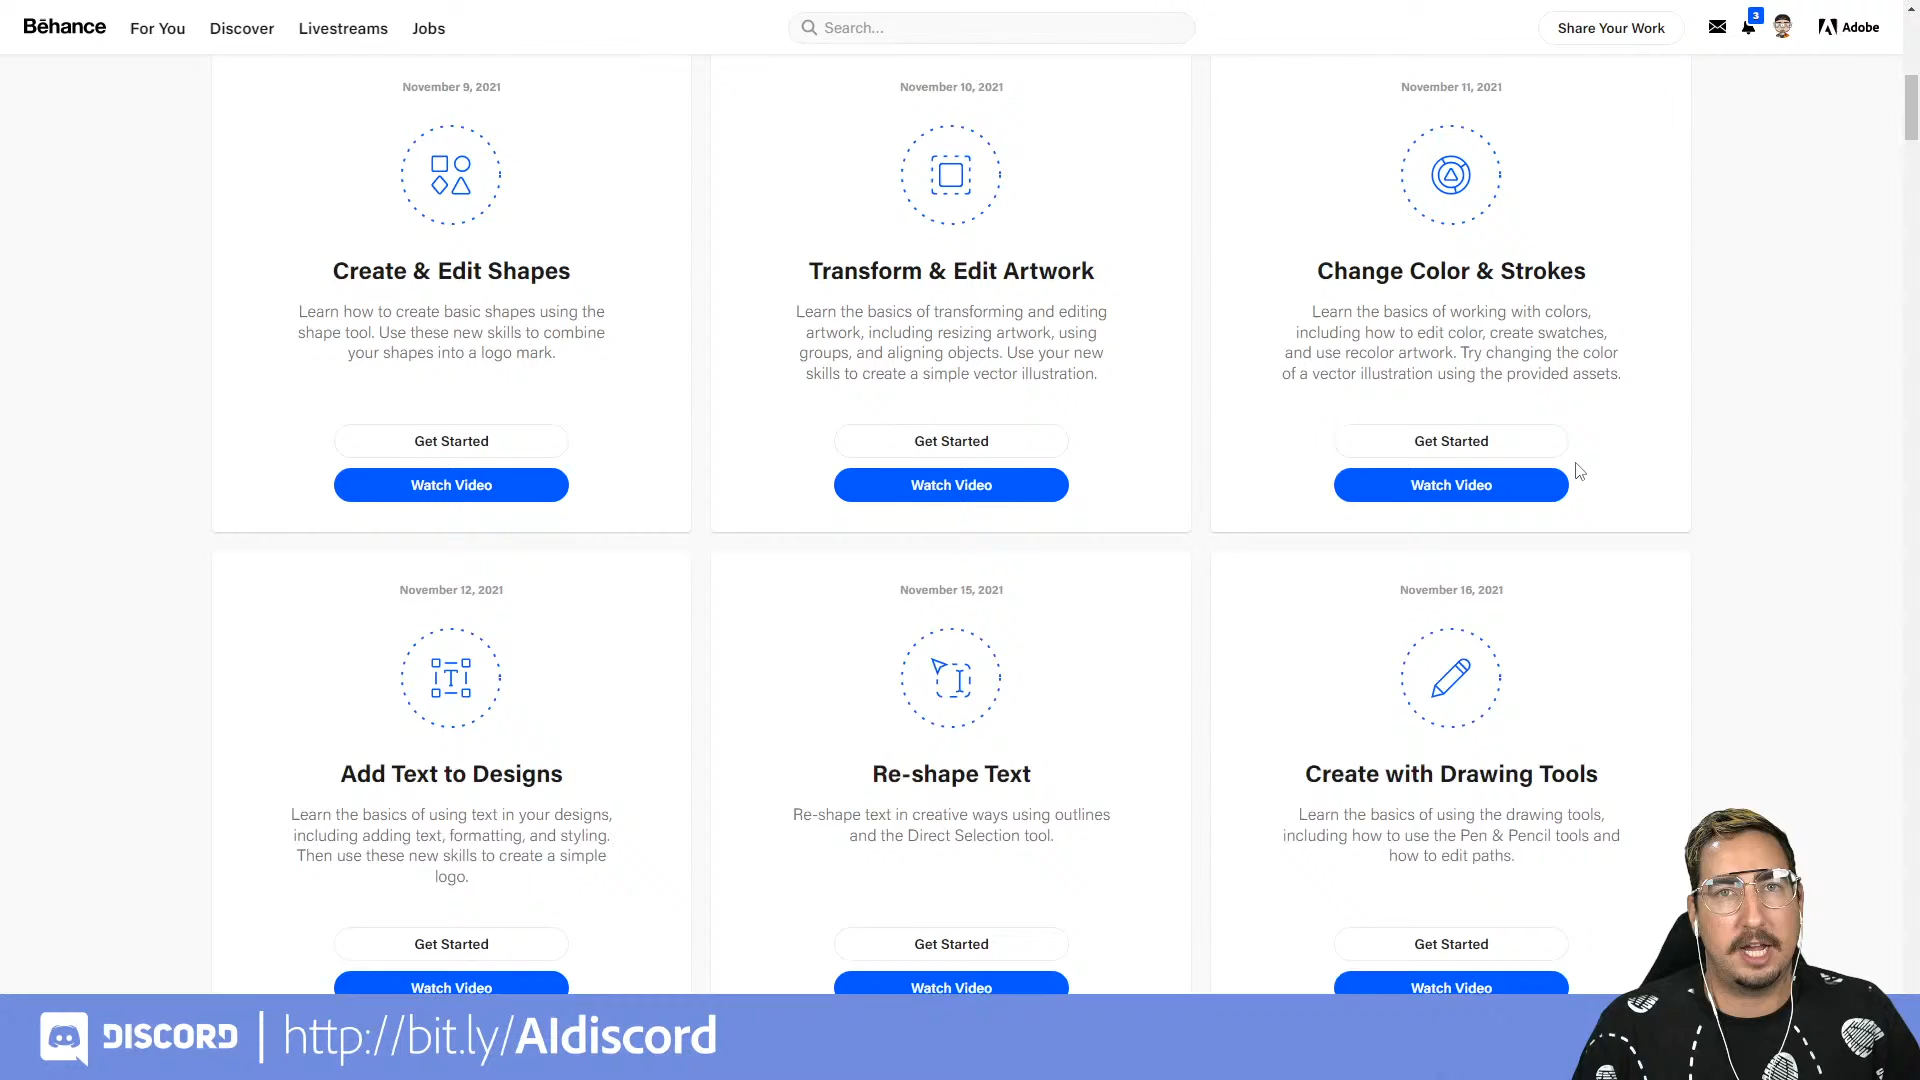 Bēhance For You Discover Livestreams Jobs Search... Share Your Work 3 Adobe
November 9, 2021
Create & Edit Shapes
Learn how to create basic shapes using the
shape tool. Use these new skills to combine
your shapes into a logo mark.
Get Started
Watch Video
November 10, 2021
Transform & Edit Artwork
Learn the basics of transforming and editing
artwork, including resizing artwork, using
groups, and aligning objects. Use your new
skills to create a simple vector illustration.
Get Started
Watch Video
November 11, 2021
Change Color & Strokes
Learn the basics of working with colors,
including how to edit color, create swatches,
and use recolor artwork. Try changing the color
of a vector illustration using the provided assets.
Get Started
Watch Video
November 12, 2021
T
Add Text to Designs
Learn the basics of using text in your designs,
including adding text, formatting, and styling.
Then use these new skills to create a simple
logo.
Get Started
Watch Video
November 15, 2021
Re-shape Text
Re-shape text in creative ways using outlines
and the Direct Selection tool.
Get Started
Watch Video
November 16, 2021
Create with Drawing Tools
Learn the basics of using the drawing tools,
including how to use the Pen & Pencil tools and
how to edit paths.
Get Started
Watch Video
DISCORD | http://bit.ly/AIdiscord